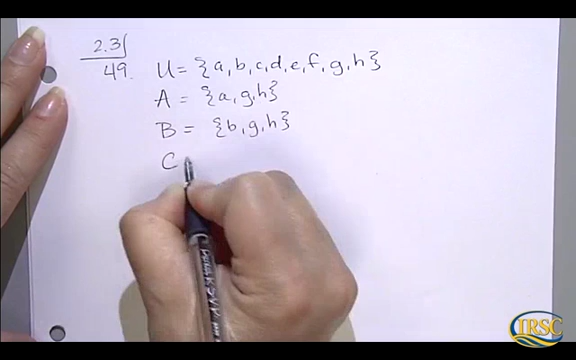 2.3
49. U = {a, b, c, d, e, f, g, h}
A = {a, g, h}
B = {b, g, h}
C
IRSC